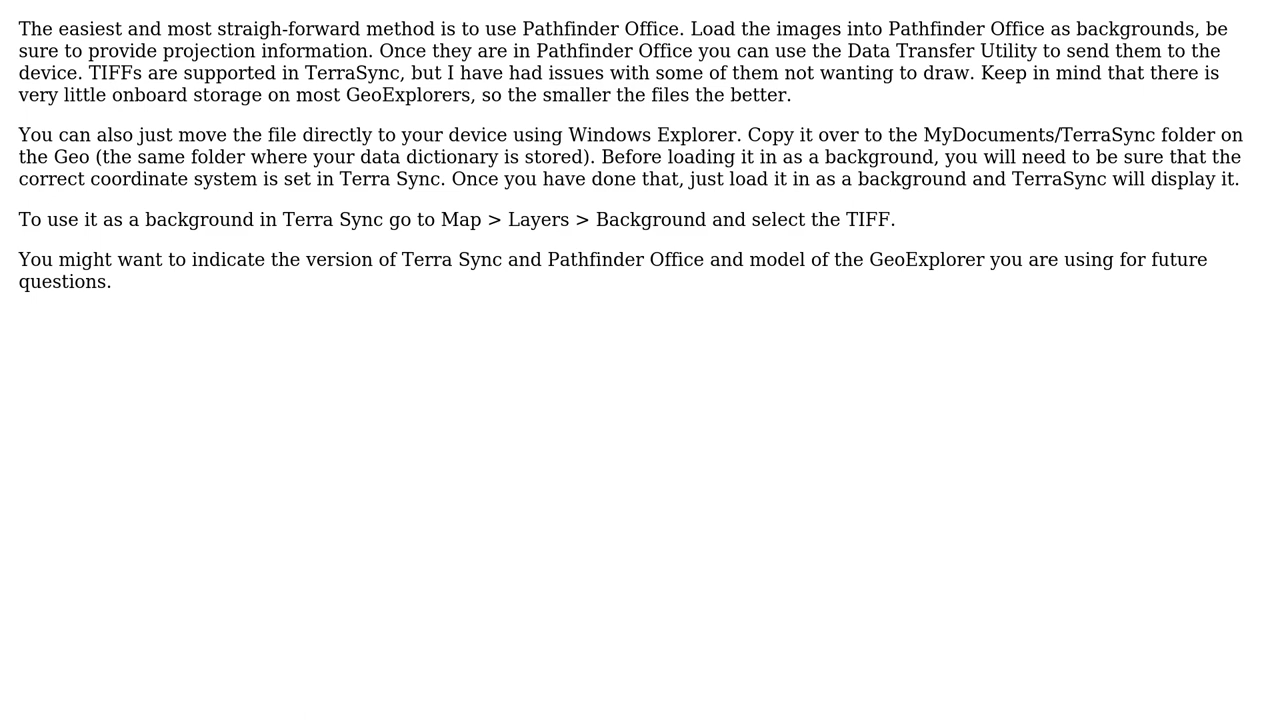 The easiest and most straigh-forward method is to use Pathfinder Office. Load the images into Pathfinder Office as backgrounds, be
sure to provide projection information. Once they are in Pathfinder Office you can use the Data Transfer Utility to send them to the
device. TIFFs are supported in TerraSync, but I have had issues with some of them not wanting to draw. Keep in mind that there is
very little onboard storage on most GeoExplorers, so the smaller the files the better.
You can also just move the file directly to your device using Windows Explorer. Copy it over to the MyDocuments/TerraSync folder on
the Geo (the same folder where your data dictionary is stored). Before loading it in as a background, you will need to be sure that the
correct coordinate system is set in Terra Sync. Once you have done that, just load it in as a background and TerraSync will display it.
To use it as a background in Terra Sync go to Map > Layers > Background and select the TIFF.
You might want to indicate the version of Terra Sync and Pathfinder Office and model of the GeoExplorer you are using for future
questions.